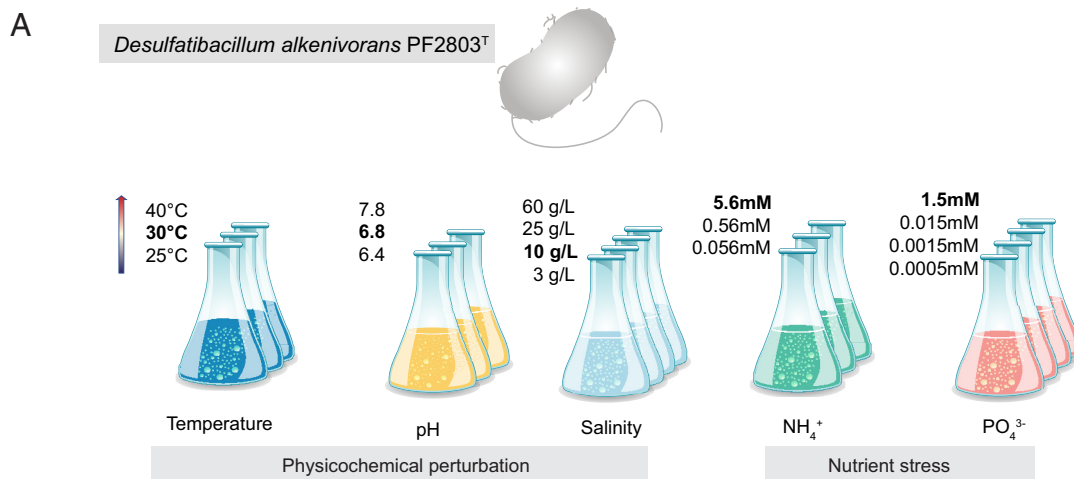 A
Desulfatibacillum alkenivorans PF2803ᵀ
40°C
30°C
25°C
7.8
6.8
6.4
60 g/L
25 g/L
10 g/L
3 g/L
5.6mM
0.56mM
0.056mM
1.5mM
0.015mM
0.0015mM
0.0005mM
Temperature
pH
Salinity
NH₄⁺
PO₄³⁻
Physicochemical perturbation
Nutrient stress